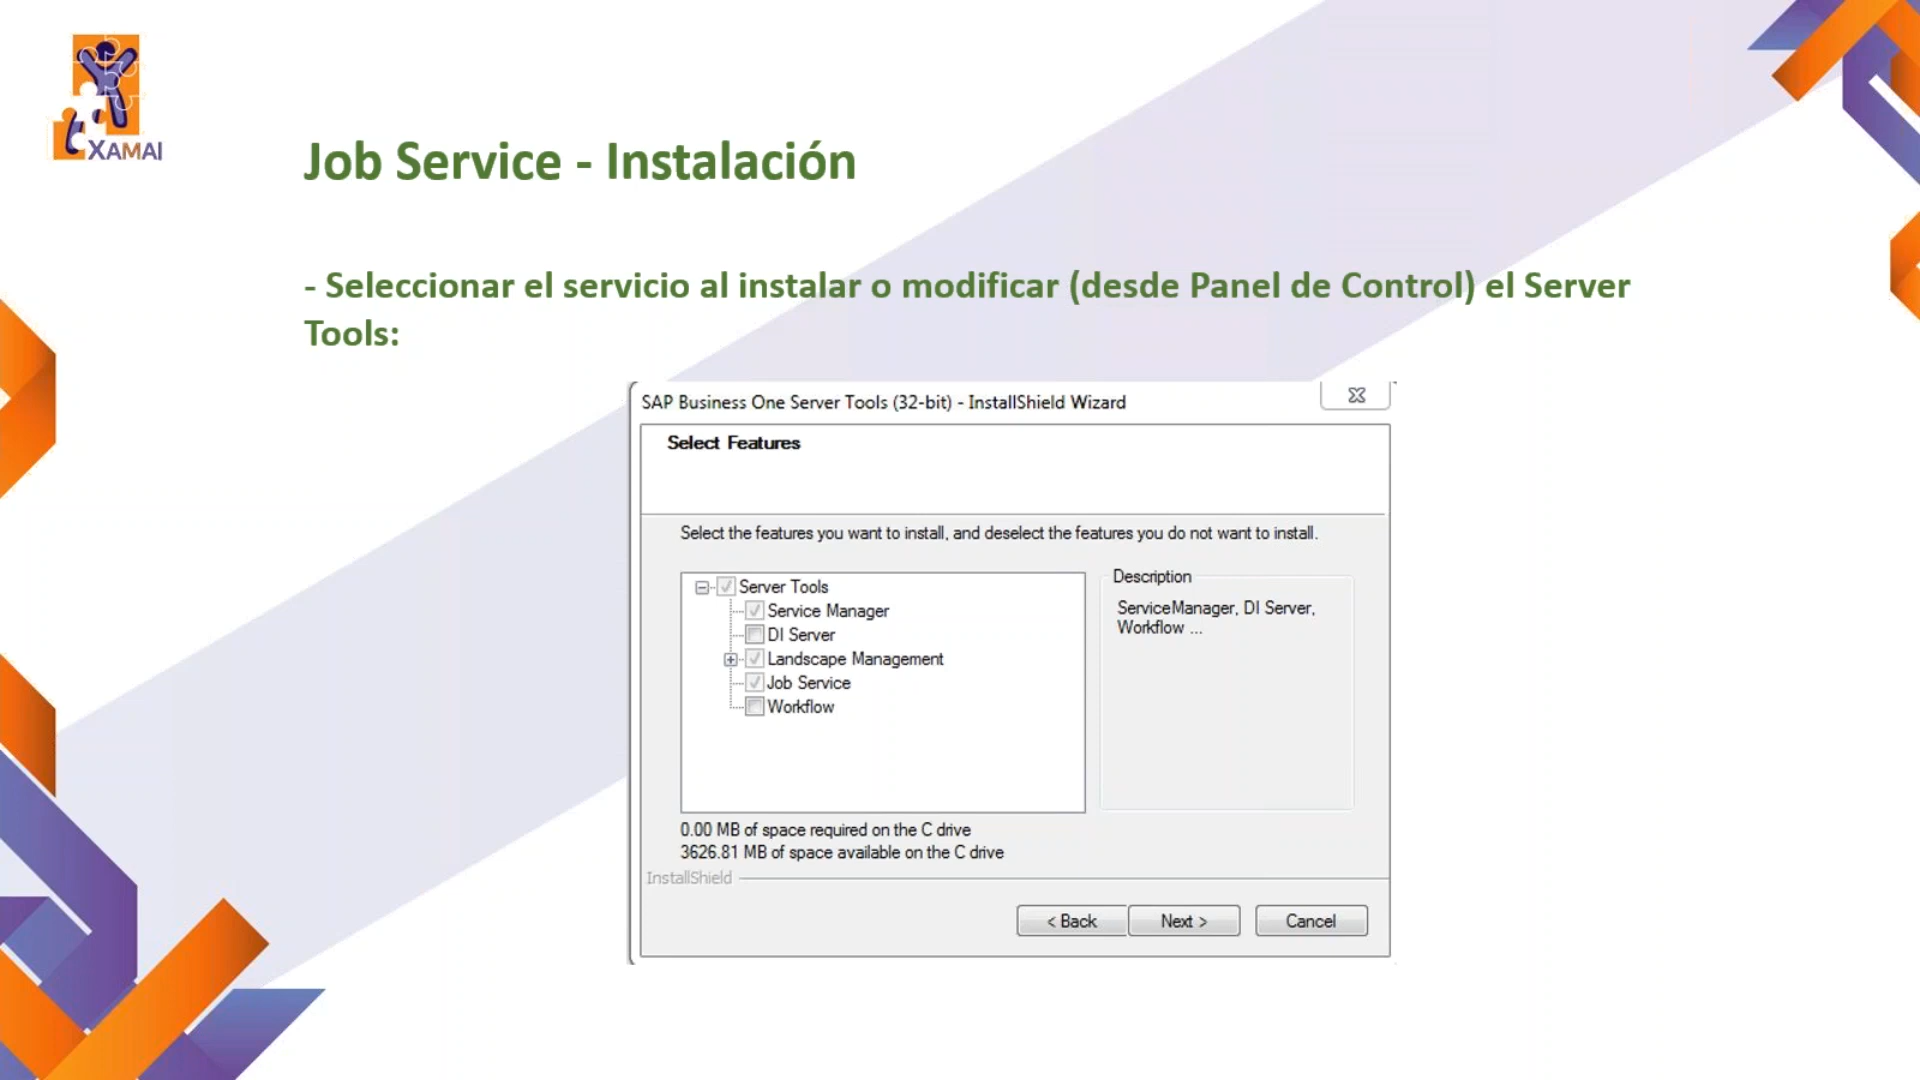 XAMAI
Job Service - Instalación
- Seleccionar el servicio al instalar o modificar (desde Panel de Control) el Server
Tools:
SAP Business One Server Tools (32-bit) - InstallShield Wizard
Select Features
Select the features you want to install, and deselect the features you do not want to install.
Server Tools
Service Manager
DI Server
Landscape Management
Job Service
Workflow
Description
ServiceManager, DI Server,
Workflow ...
0.00 MB of space required on the C drive
3626.81 MB of space available on the C drive
InstallShield
< Back
Next >
Cancel